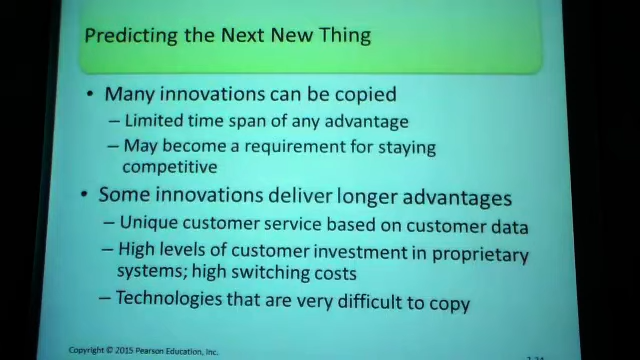 Predicting the Next New Thing
• Many innovations can be copied
– Limited time span of any advantage
– May become a requirement for staying
competitive
• Some innovations deliver longer advantages
– Unique customer service based on customer data
– High levels of customer investment in proprietary
systems; high switching costs
– Technologies that are very difficult to copy
Copyright © 2015 Pearson Education, Inc.